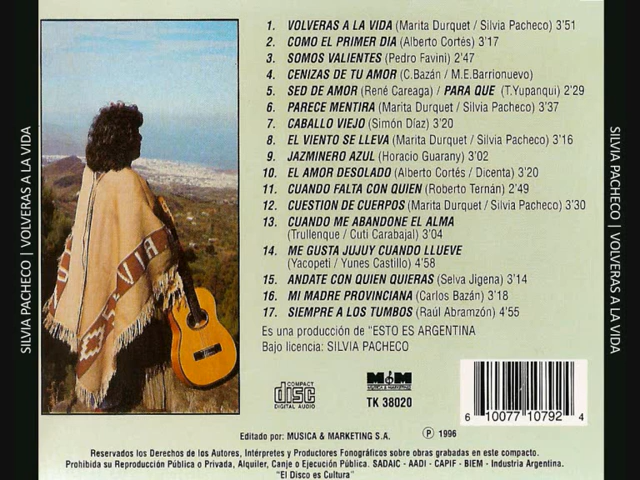 SILVIA PACHECO | VOLVERAS A LA VIDA
1. VOLVERAS A LA VIDA (Marita Durquet / Silvia Pacheco) 3'51
2. COMO EL PRIMER DIA (Alberto Cortés) 3'17
3. SOMOS VALIENTES (Pedro Favini) 2'47
4. CENIZAS DE TU AMOR (C.Bazán / M.E.Barrionuevo)
5. SED DE AMOR (René Careaga) / PARA QUE (T.Yupanqui) 2'29
6. PARECE MENTIRA (Marita Durquet / Silvia Pacheco) 3'37
7. CABALLO VIEJO (Simón Díaz) 3'20
8. EL VIENTO SE LLEVA (Marita Durquet / Silvia Pacheco) 3'16
9. JAZMINERO AZUL (Horacio Guarany) 3'02
10. EL AMOR DESOLADO (Alberto Cortés / Dicenta) 3'20
11. CUANDO FALTA CON QUIEN (Roberto Ternán) 2'49
12. CUESTION DE CUERPOS (Marita Durquet / Silvia Pacheco) 3'30
13. CUANDO ME ABANDONE EL ALMA
(Trullenque / Cuti Carabajal) 3'04
14. ME GUSTA JUJUY CUANDO LLUEVE
(Yacopeti / Yunes Castillo) 4'58
15. ANDATE CON QUIEN QUIERAS (Selva Jigena) 3'14
16. MI MADRE PROVINCIANA (Carlos Bazán) 3'18
17. SIEMPRE A LOS TUMBOS (Raúl Abramzón) 4'55
Es una producción de "ESTO ES ARGENTINA
Bajo licencia: SILVIA PACHECO
COMPACT
disc
DIGITAL AUDIO
M&M
MUSICA & MARKETING
TK 38020
6 10077 10792 4
Editado por: MUSICA & MARKETING S.A. Ⓟ 1996
Reservados los Derechos de los Autores, Intérpretes y Productores Fonográficos sobre obras grabadas en este compacto.
Prohibida su Reproducción Pública o Privada, Alquiler, Canje o Ejecución Pública. SADAIC - AADI - CAPIF - BIEM - Industria Argentina.
"El Disco es Cultura"
SILVIA PACHECO | VOLVERAS A LA VIDA